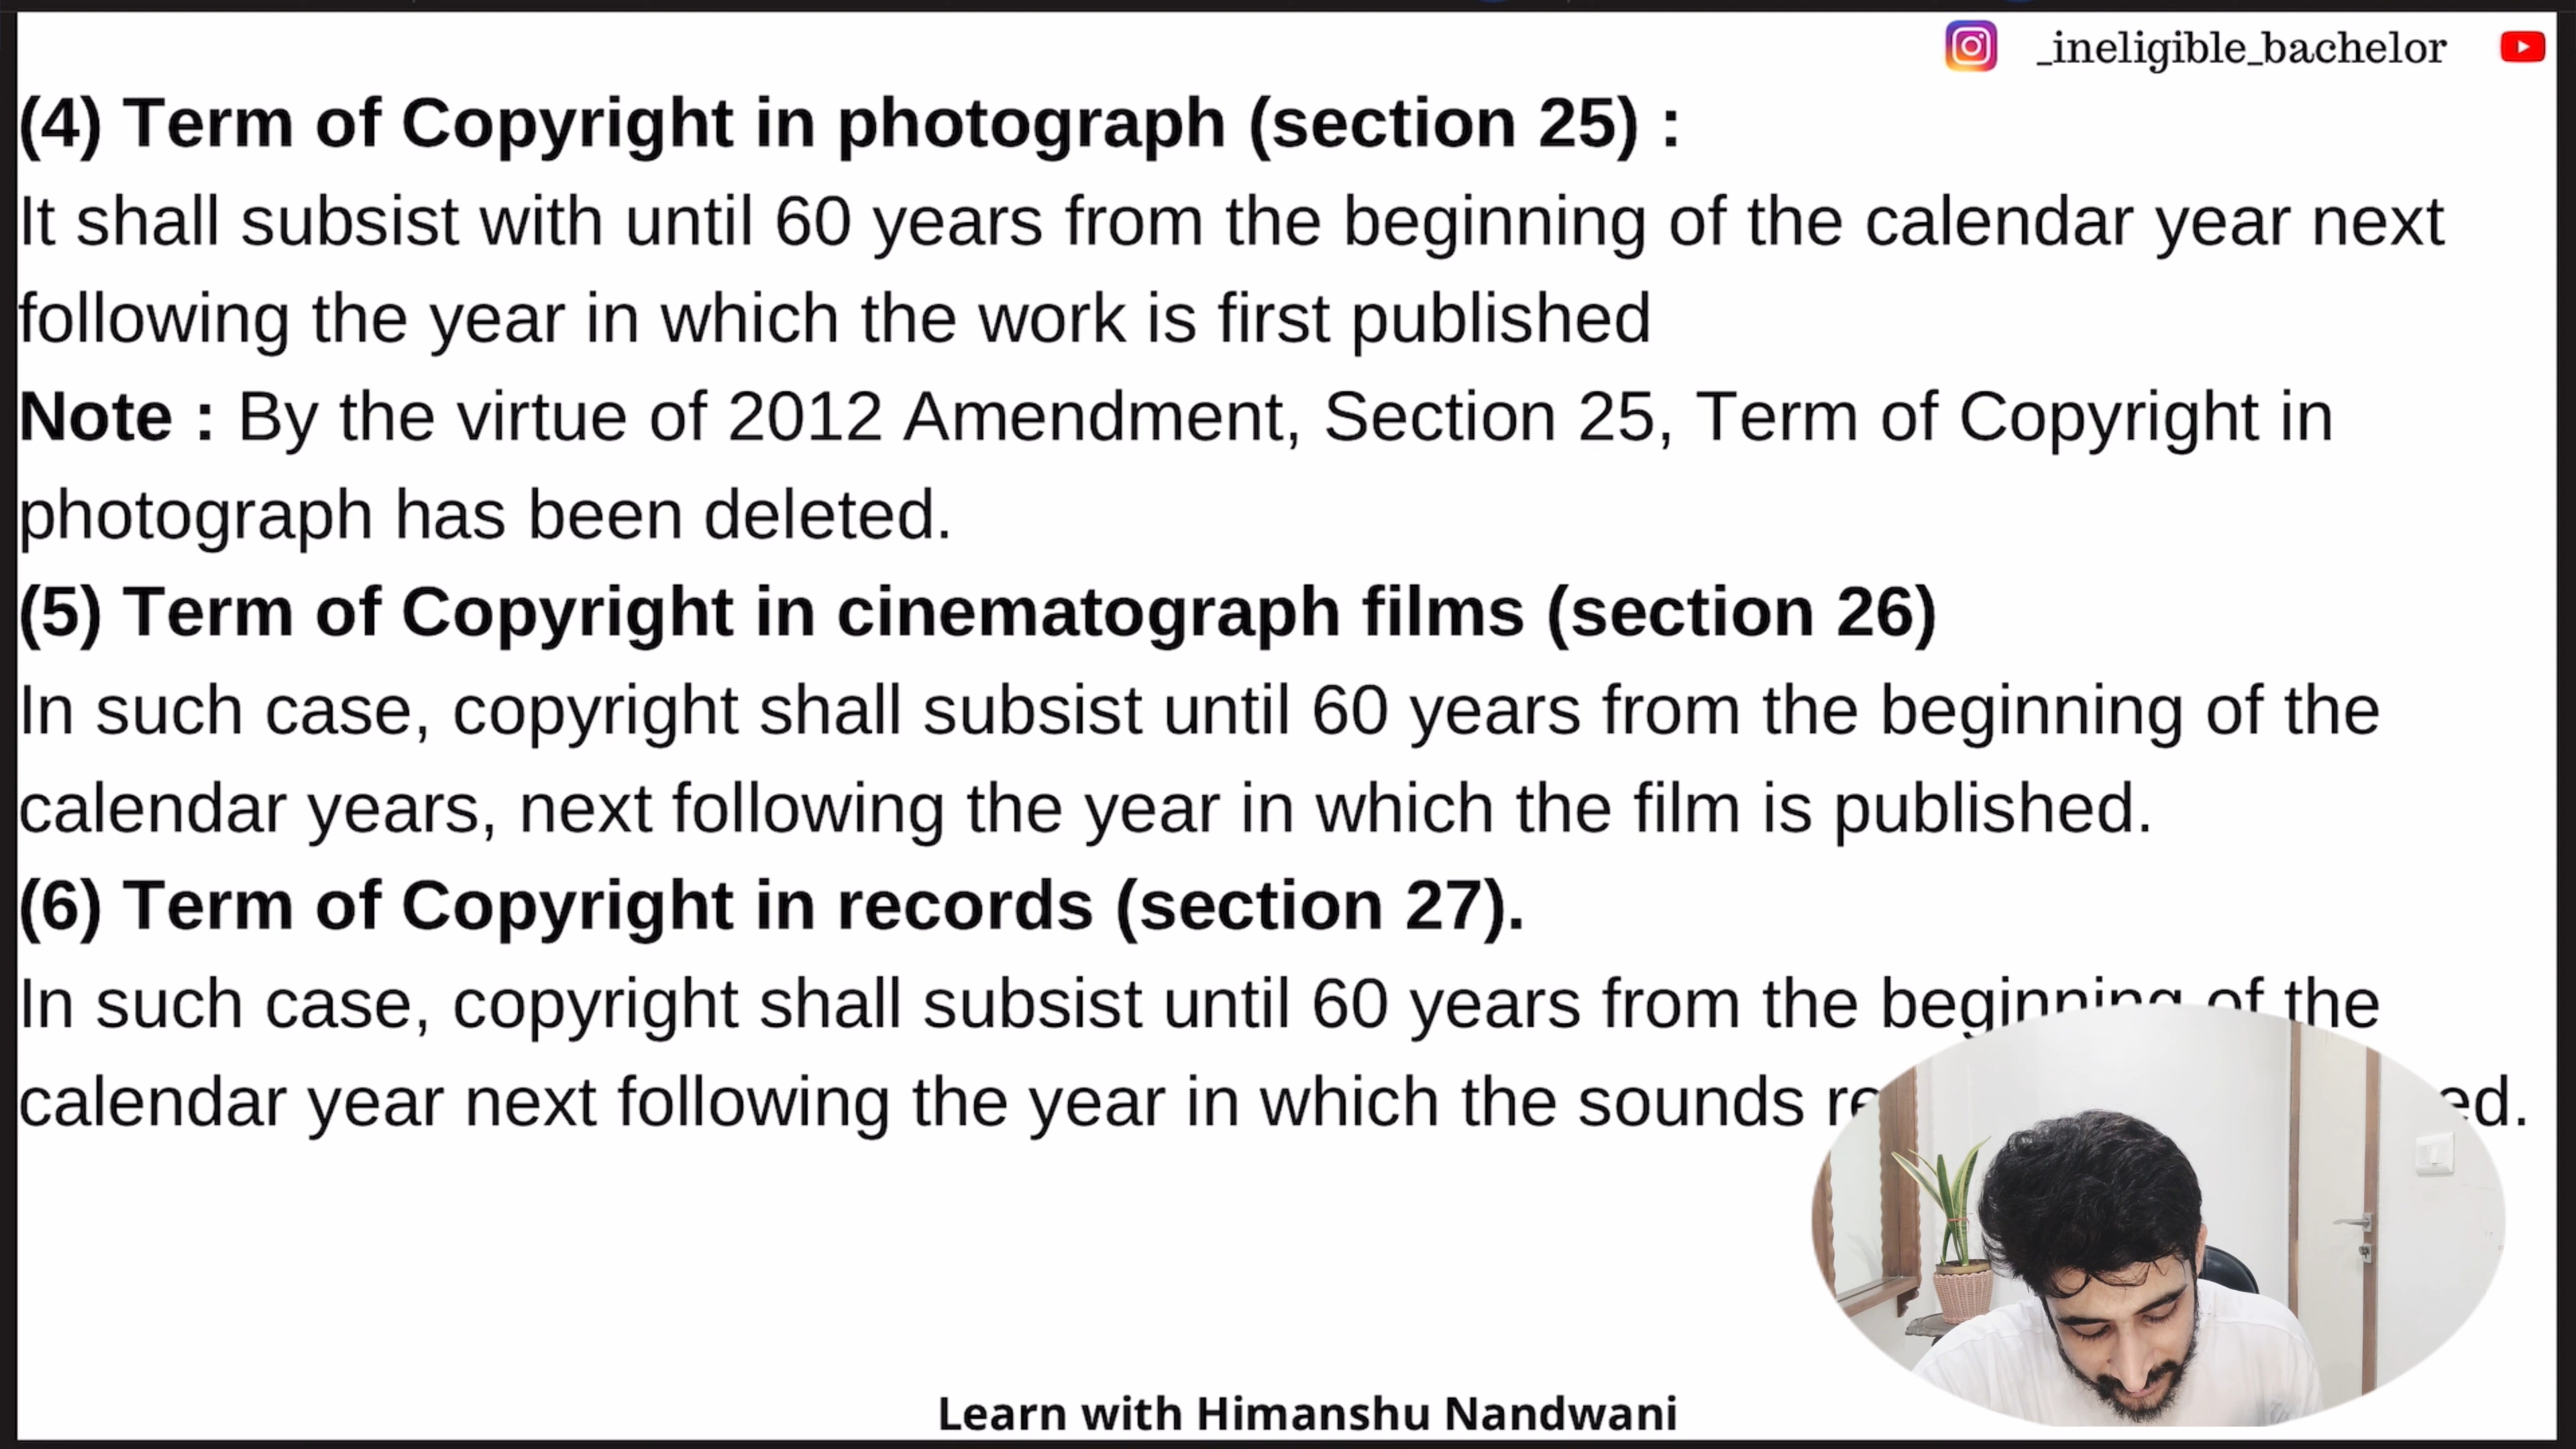 _ineligible_bachelor
(4) Term of Copyright in photograph (section 25) :
It shall subsist with until 60 years from the beginning of the calendar year next
following the year in which the work is first published
Note : By the virtue of 2012 Amendment, Section 25, Term of Copyright in
photograph has been deleted.
(5) Term of Copyright in cinematograph films (section 26)
In such case, copyright shall subsist until 60 years from the beginning of the
calendar years, next following the year in which the film is published.
(6) Term of Copyright in records (section 27).
In such case, copyright shall subsist until 60 years from the beginning of the
calendar year next following the year in which the sounds
Learn with Himanshu Nandwani